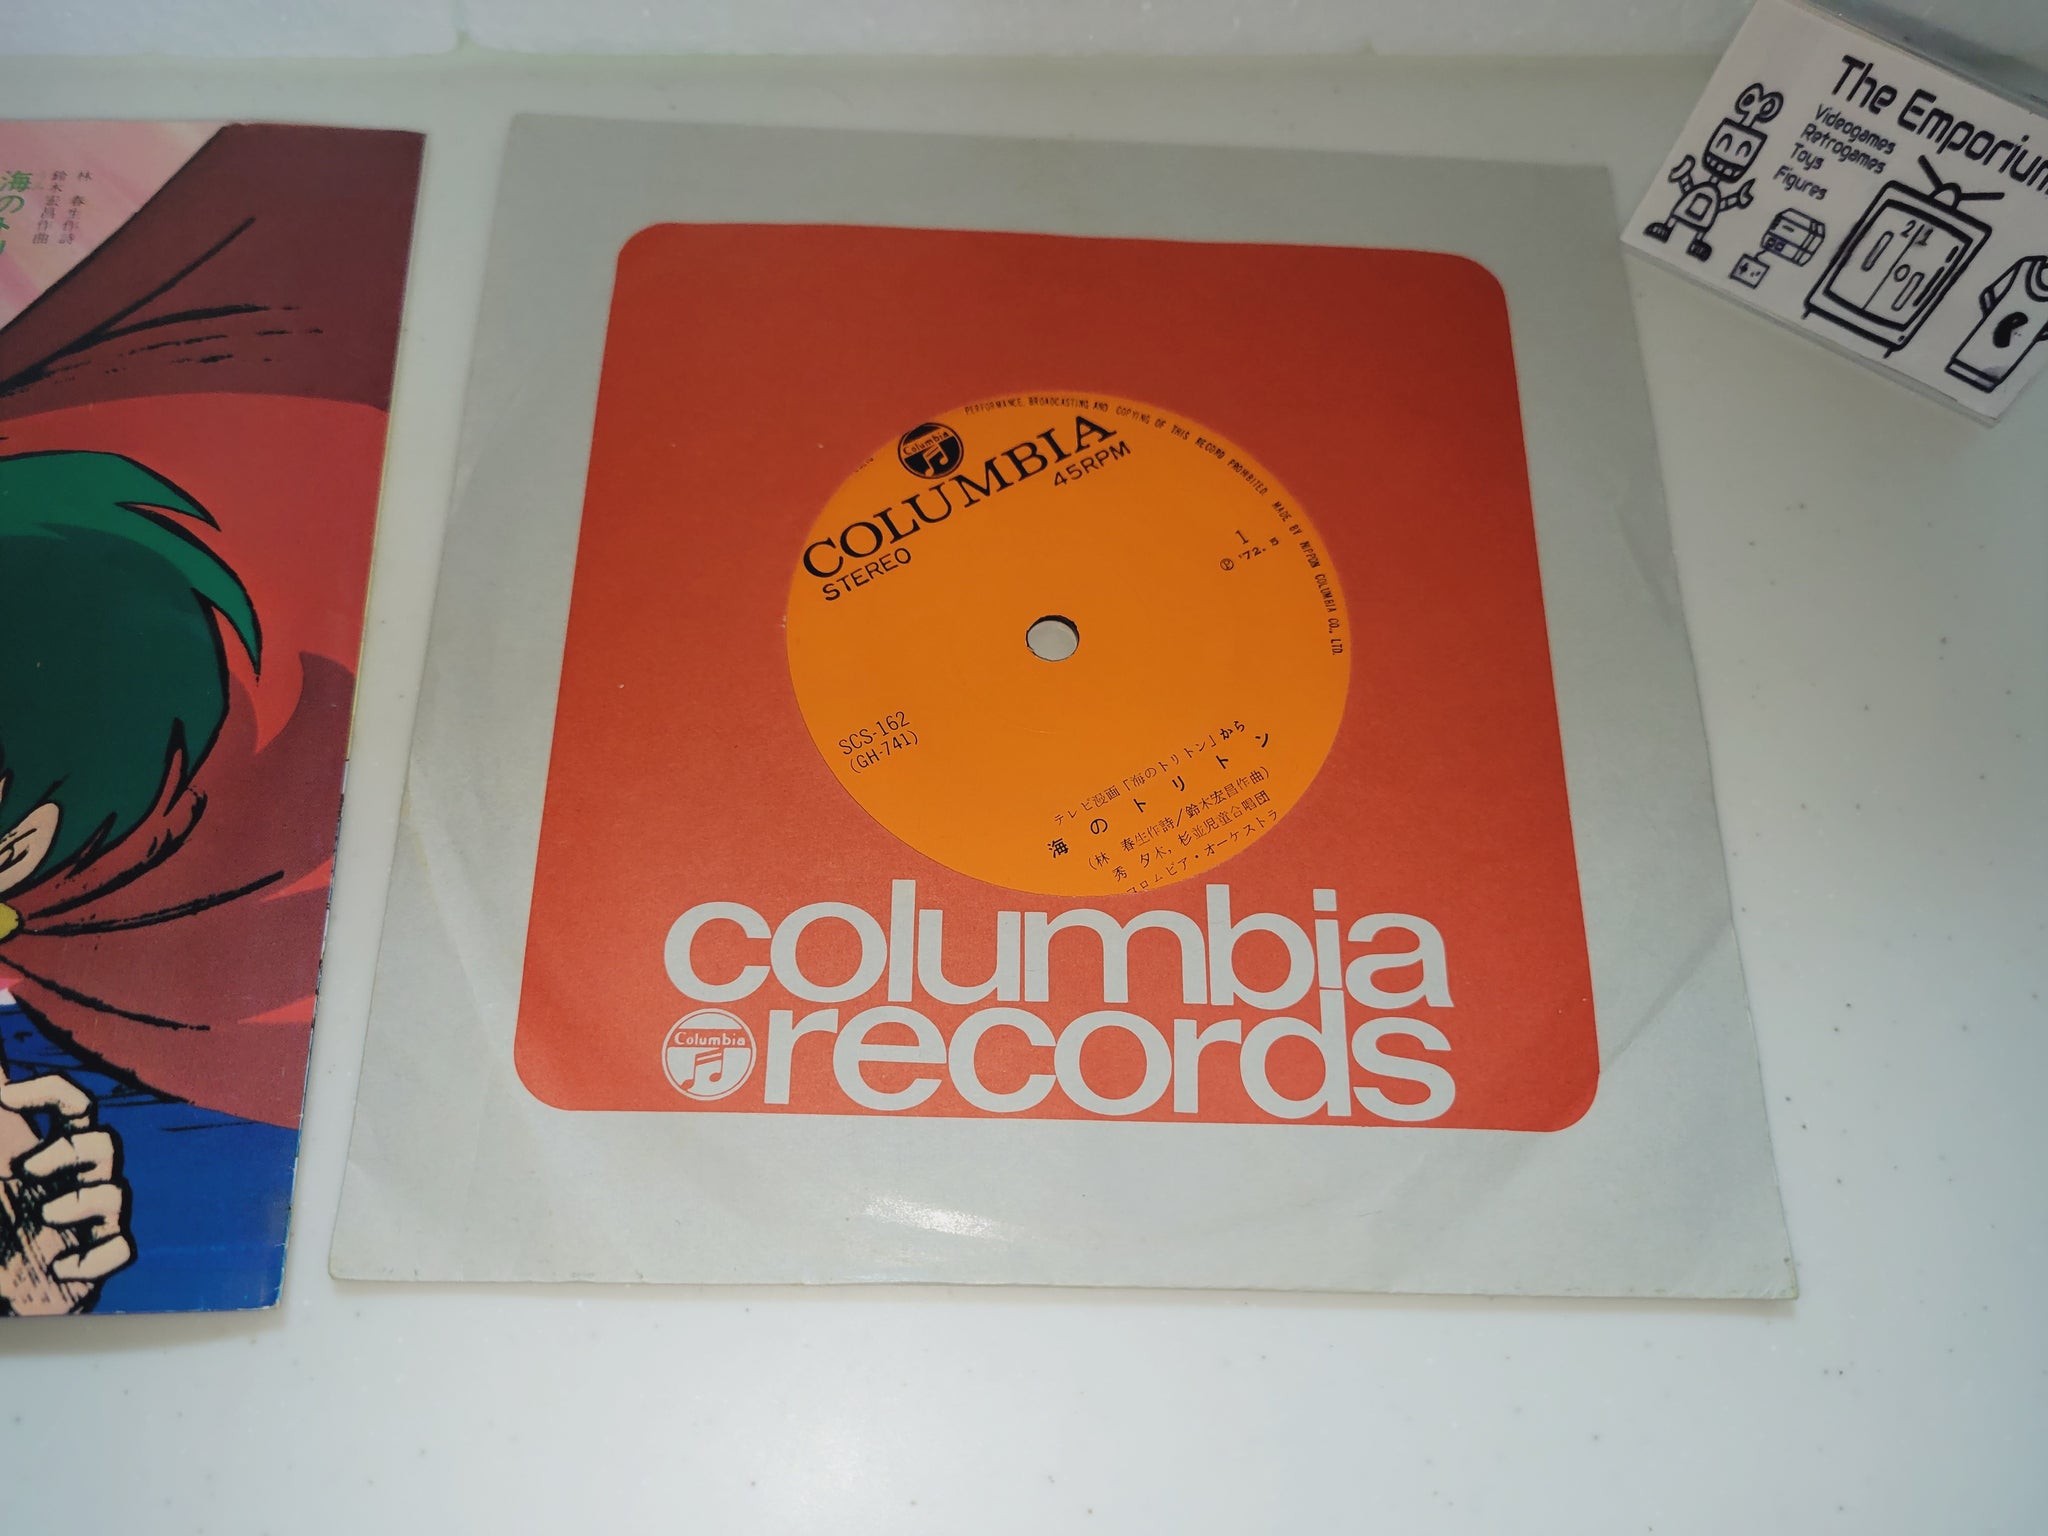 林 春生作詩
鈴木宏昌作曲
海のトリ
The Emporium
Videogames
Retrogames
Toys
Figures
21
PERFORMANCE, BROADCASTING AND COPYING OF THIS RECORD PROHIBITED. MADE BY NIPPON COLUMBIA CO., LTD.
Columbia
COLUMBIA
45RPM
STEREO
1
Ⓟ '72. 5
SCS-162
(GH-741)
テレビ漫画「海のトリトン」から
海のトリトン
(林 春生作詩/鈴木宏昌作曲)
秀 夕木, 杉並児童合唱団
コロムビア・オーケストラ
columbia
Columbia
records